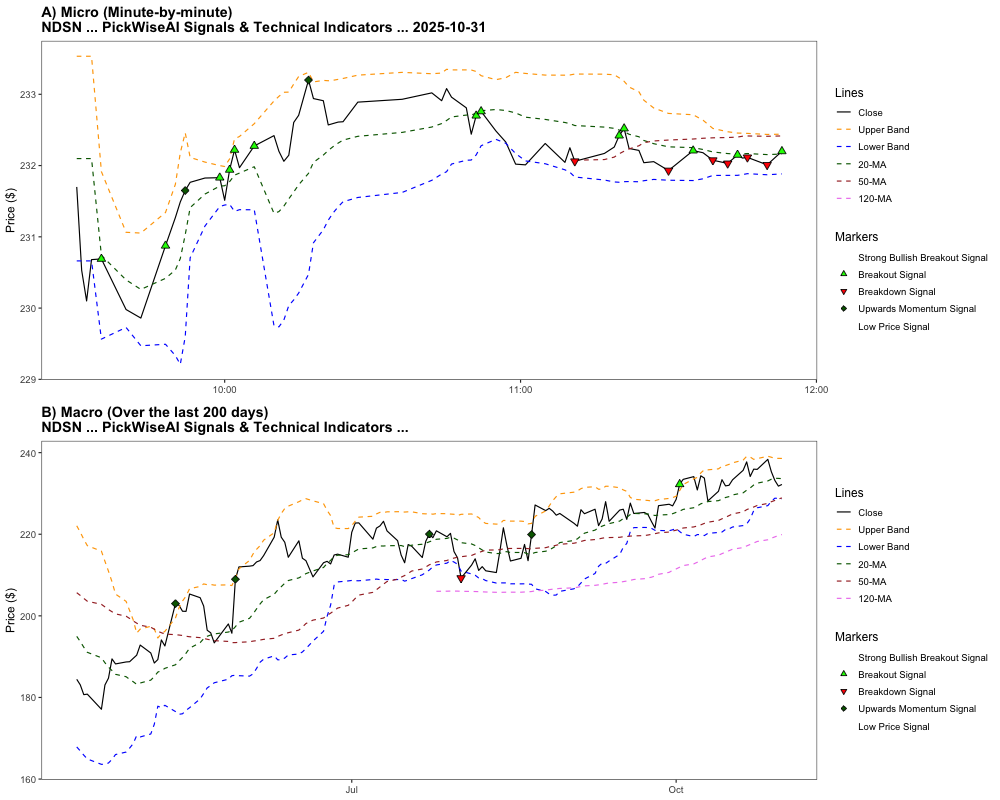 A) Micro (Minute-by-minute)
NDSN ... PickWiseAI Signals & Technical Indicators ... 2025-10-31
Price ($)
233
232
231
230
229
10:00
11:00
12:00
Lines
Close
Upper Band
Lower Band
20-MA
50-MA
120-MA
Markers
Strong Bullish Breakout Signal
Breakout Signal
Breakdown Signal
Upwards Momentum Signal
Low Price Signal
B) Macro (Over the last 200 days)
NDSN ... PickWiseAI Signals & Technical Indicators ...
Price ($)
240
220
200
180
160
Jul
Oct
Lines
Close
Upper Band
Lower Band
20-MA
50-MA
120-MA
Markers
Strong Bullish Breakout Signal
Breakout Signal
Breakdown Signal
Upwards Momentum Signal
Low Price Signal